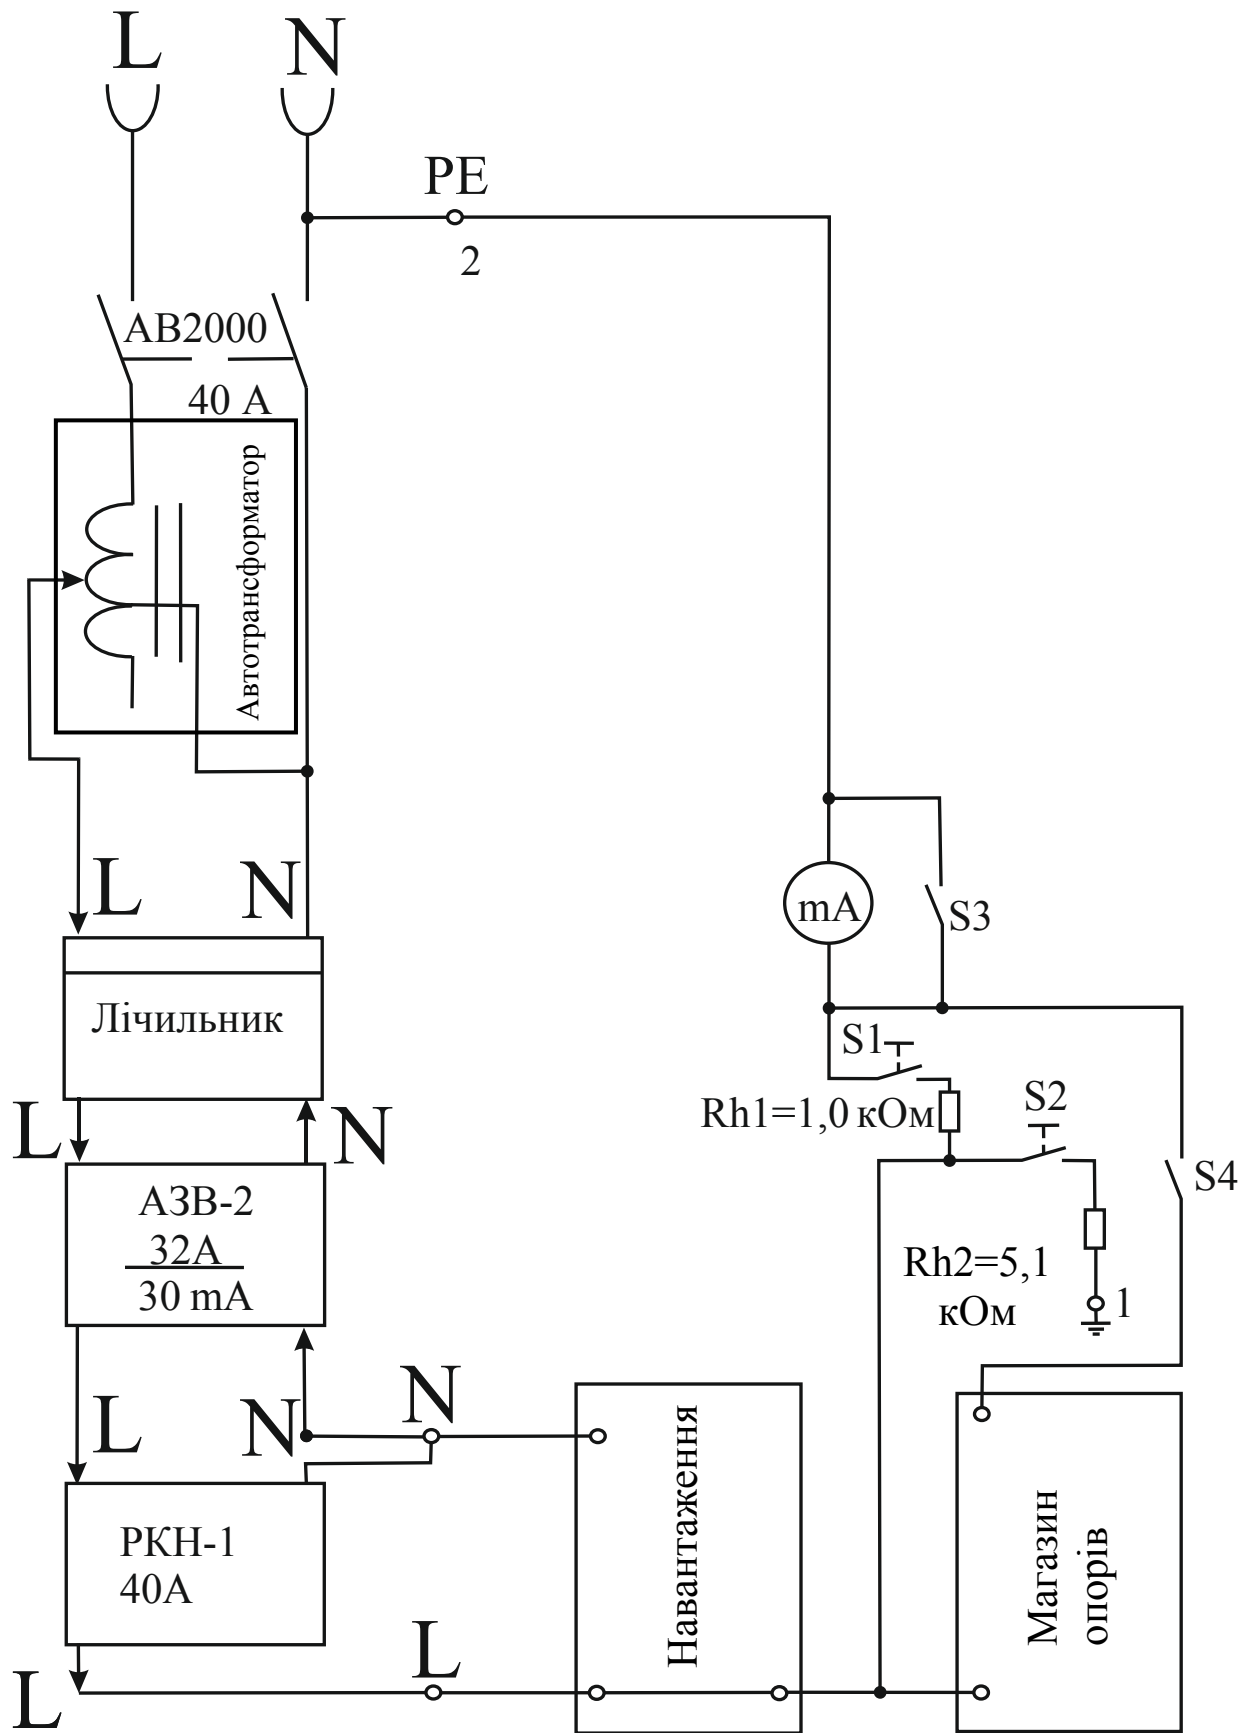 L N
PE
2
АВ2000
40 А
Автотрансформатор
L N
mA
S3
Лічильник
S1
Rh1=1,0 кОм
S2
L N
S4
АЗВ-2
32А
30 mA
Rh2=5,1
кОм
1
N
L N
РКН-1
40А
Навантаження
Магазин
опорів
L
L